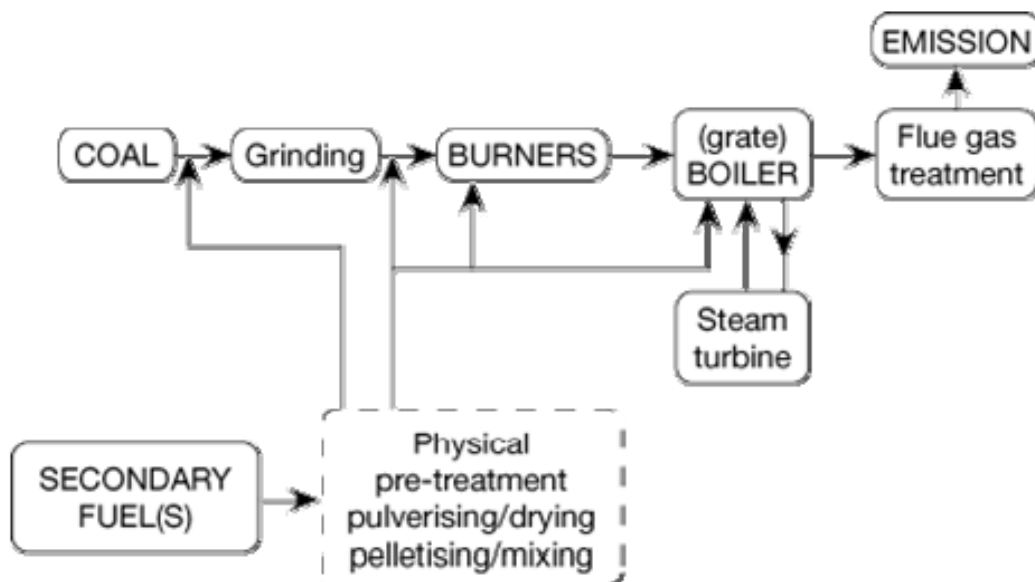 EMISSION
COAL
Grinding
BURNERS
(grate)
BOILER
Flue gas
treatment
Steam
turbine
SECONDARY
FUEL(S)
Physical
pre-treatment
pulverising/drying
pelletising/mixing